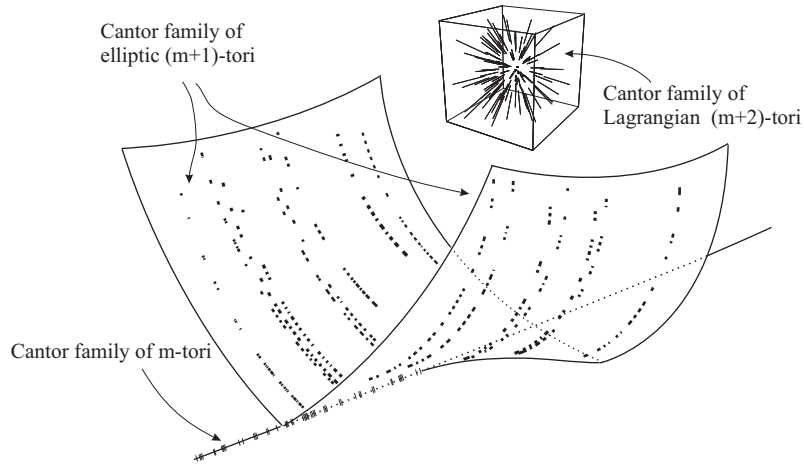 Cantor family of
elliptic (m+1)-tori
Cantor family of
Lagrangian (m+2)-tori
Cantor family of m-tori